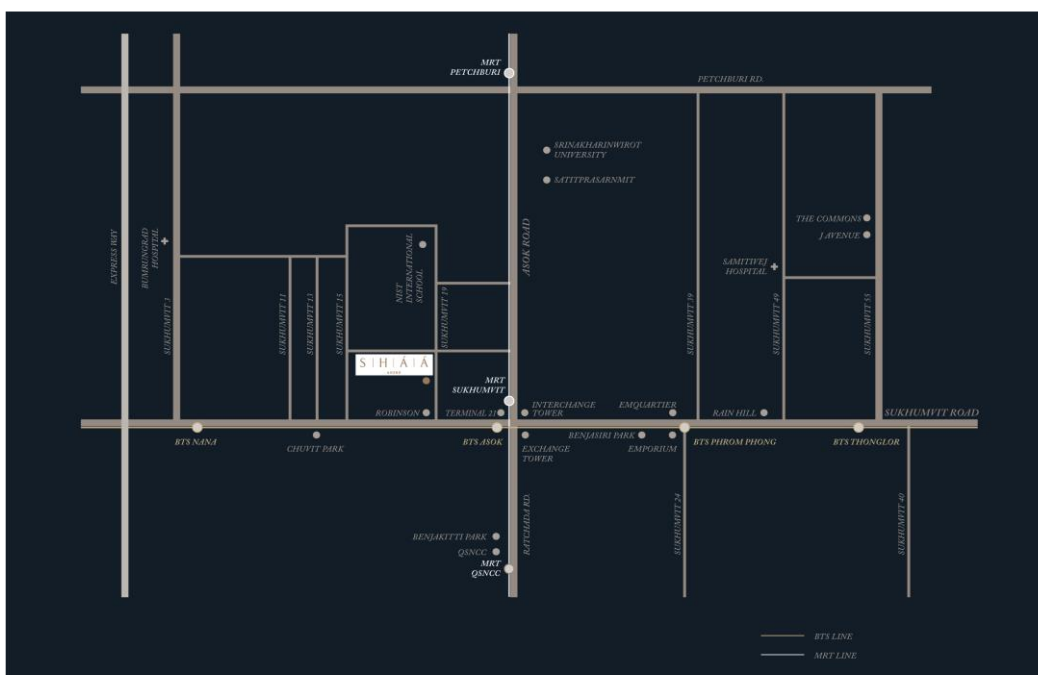 MRT
PETCHBURI
PETCHBURI RD.
SRINAKHARINWIROT
UNIVERSITY
SATITPRASARNMIT
EXPRESS WAY
BUMRUNGRAD
HOSPITAL
SUKHUMVIT 3
SUKHUMVIT 11
SUKHUMVIT 13
SUKHUMVIT 15
NIST
INTERNATIONAL
SCHOOL
SUKHUMVIT 19
ASOK ROAD
THE COMMONS
J AVENUE
SAMITIVEJ
HOSPITAL
SUKHUMVIT 39
SUKHUMVIT 49
SUKHUMVIT 55
S|H|Á|Á
ASOKE
MRT
SUKHUMVIT
ROBINSON
TERMINAL 21
INTERCHANGE
TOWER
EMQUARTIER
RAIN HILL
SUKHUMVIT ROAD
BTS NANA
CHUVIT PARK
BTS ASOK
EXCHANGE
TOWER
BENJASIRI PARK
EMPORIUM
BTS PHROM PHONG
BTS THONGLOR
RATCHADA RD.
SUKHUMVIT 24
SUKHUMVIT 40
BENJAKITTI PARK
QSNCC
MRT
QSNCC
BTS LINE
MRT LINE